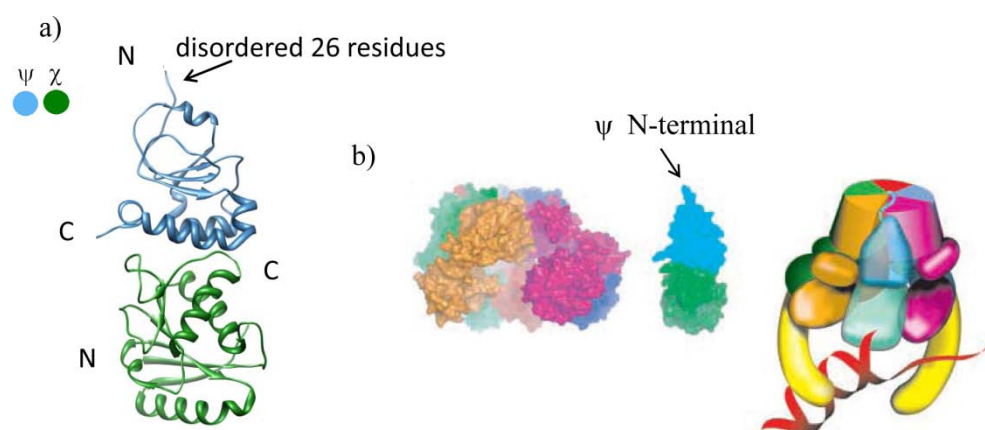 a)
N
disordered 26 residues
ψ χ
C
C
N
b)
ψ N-terminal